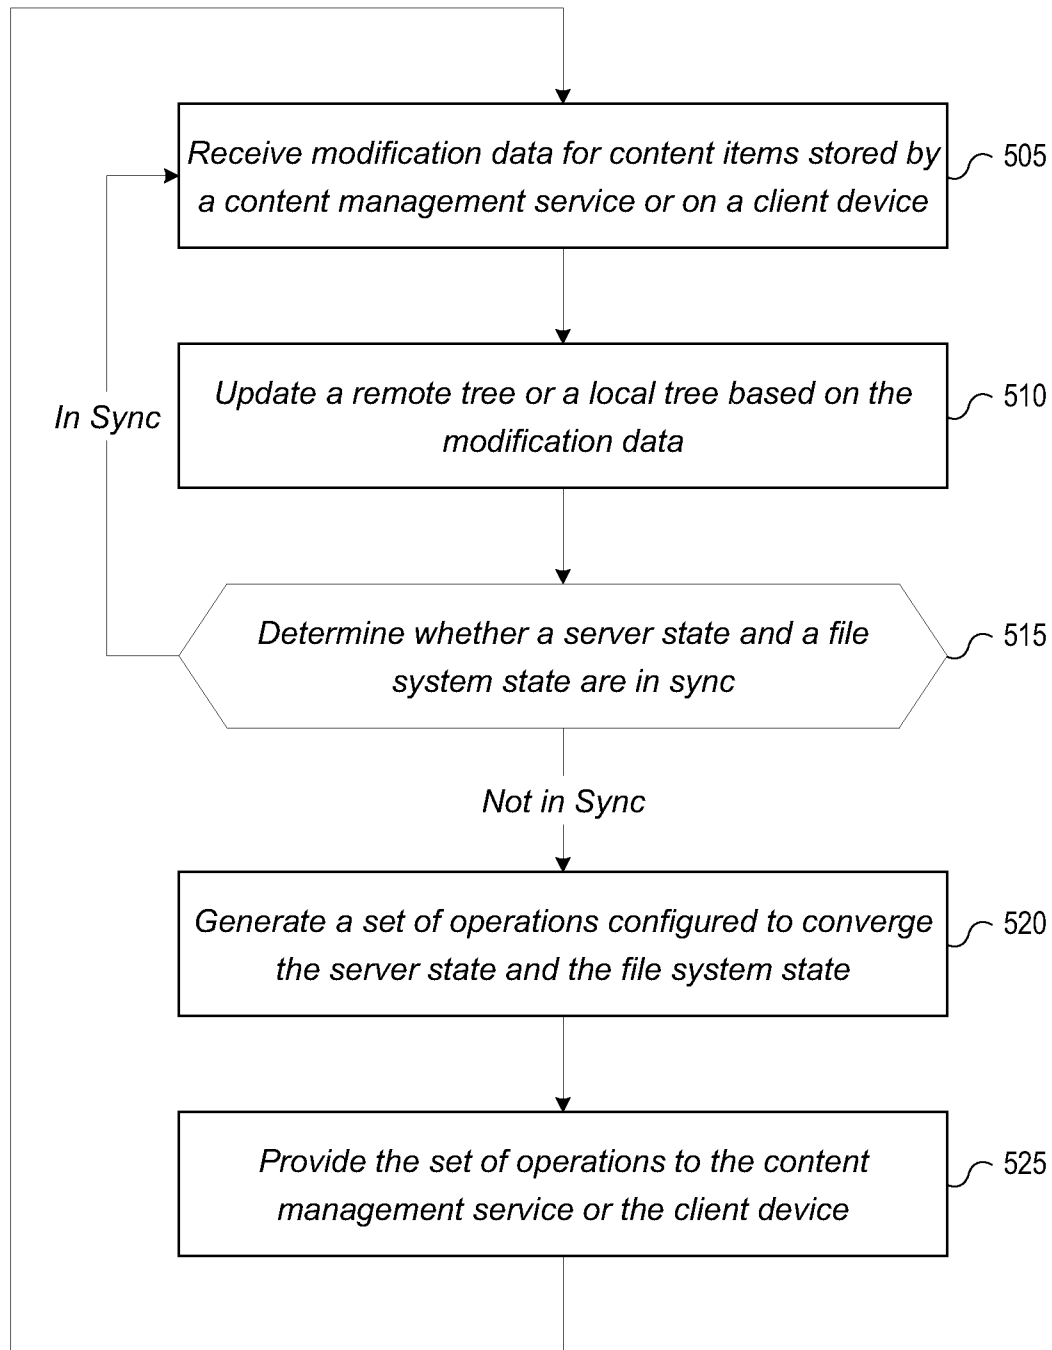 Receive modification data for content items stored by
a content management service or on a client device
505
Update a remote tree or a local tree based on the
modification data
510
In Sync
Determine whether a server state and a file
system state are in sync
515
Not in Sync
Generate a set of operations configured to converge
the server state and the file system state
520
Provide the set of operations to the content
management service or the client device
525